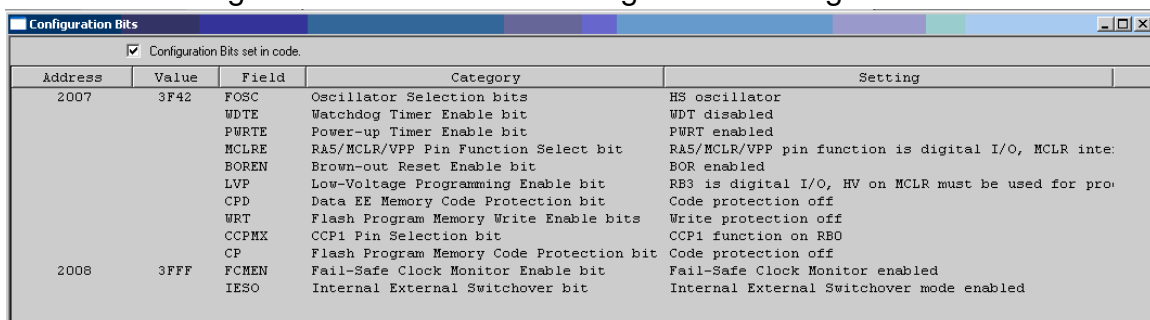 Configuration Bits
Configuration Bits set in code.
Address Value Field Category Setting
2007 3F42 FOSC Oscillator Selection bits HS oscillator
WDTE Watchdog Timer Enable bit WDT disabled
PWRTE Power-up Timer Enable bit PWRT enabled
MCLRE RA5/MCLR/VPP Pin Function Select bit RA5/MCLR/VPP pin function is digital I/O, MCLR inte
BOREN Brown-out Reset Enable bit BOR enabled
LVP Low-Voltage Programming Enable bit RB3 is digital I/O, HV on MCLR must be used for pro
CPD Data EE Memory Code Protection bit Code protection off
WRT Flash Program Memory Write Enable bits Write protection off
CCPMX CCP1 Pin Selection bit CCP1 function on RB0
CP Flash Program Memory Code Protection bit Code protection off
2008 3FFF FCMEN Fail-Safe Clock Monitor Enable bit Fail-Safe Clock Monitor enabled
IESO Internal External Switchover bit Internal External Switchover mode enabled